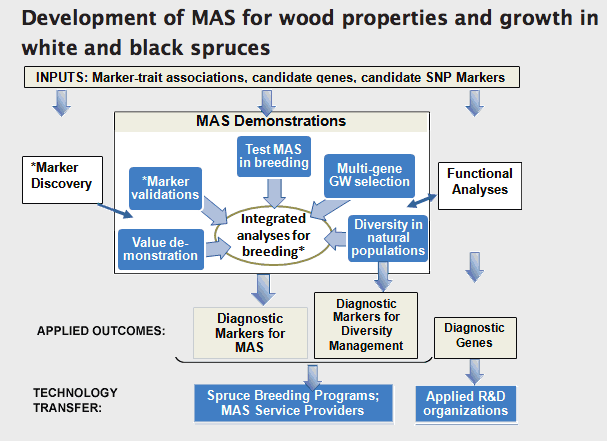 Development of MAS for wood properties and growth in
white and black spruces
INPUTS: Marker-trait associations, candidate genes, candidate SNP Markers
MAS Demonstrations
Test MAS
in breeding
Multi-gene
GW selection
*Marker
Discovery
*Marker
validations
Functional
Analyses
Integrated
analyses for
breeding*
Value de-
monstration
Diversity in
natural
populations
APPLIED OUTCOMES:
Diagnostic
Markers for
MAS
Diagnostic
Markers for
Diversity
Management
Diagnostic
Genes
TECHNOLOGY
TRANSFER:
Spruce Breeding Programs;
MAS Service Providers
Applied R&D
organizations